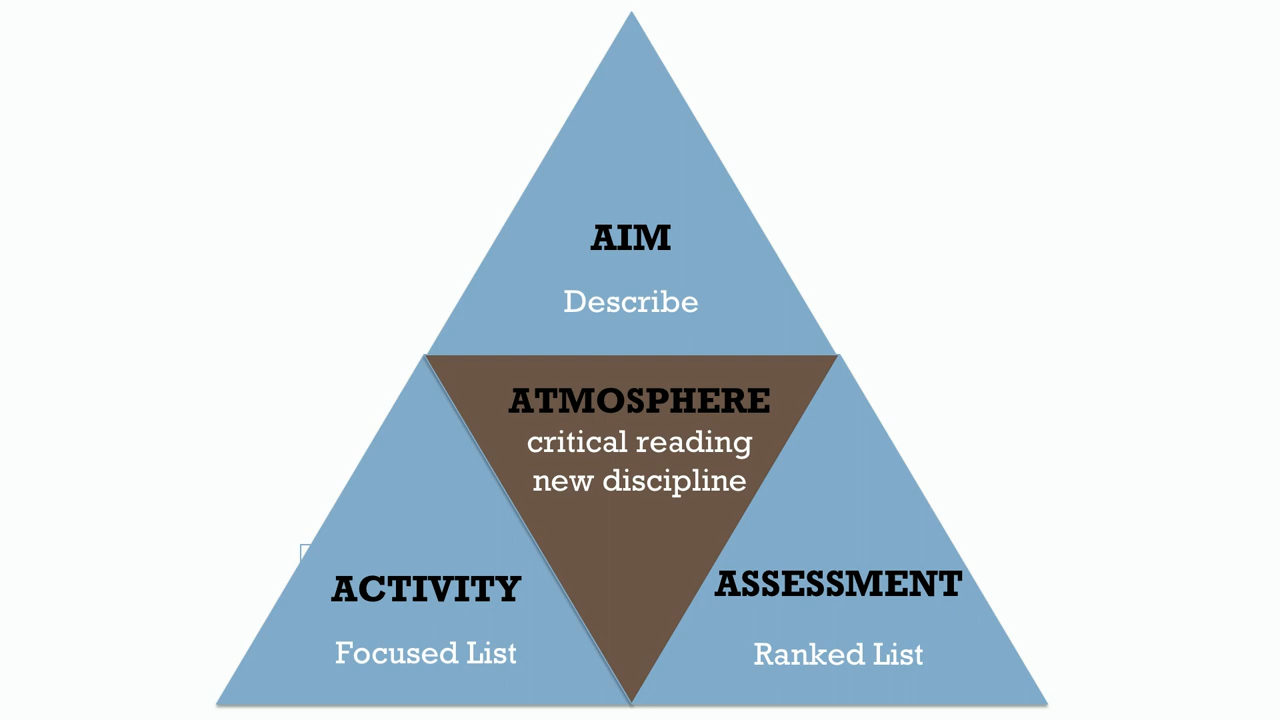 AIM
Describe
ATMOSPHERE
critical reading
new discipline
ACTIVITY
Focused List
ASSESSMENT
Ranked List